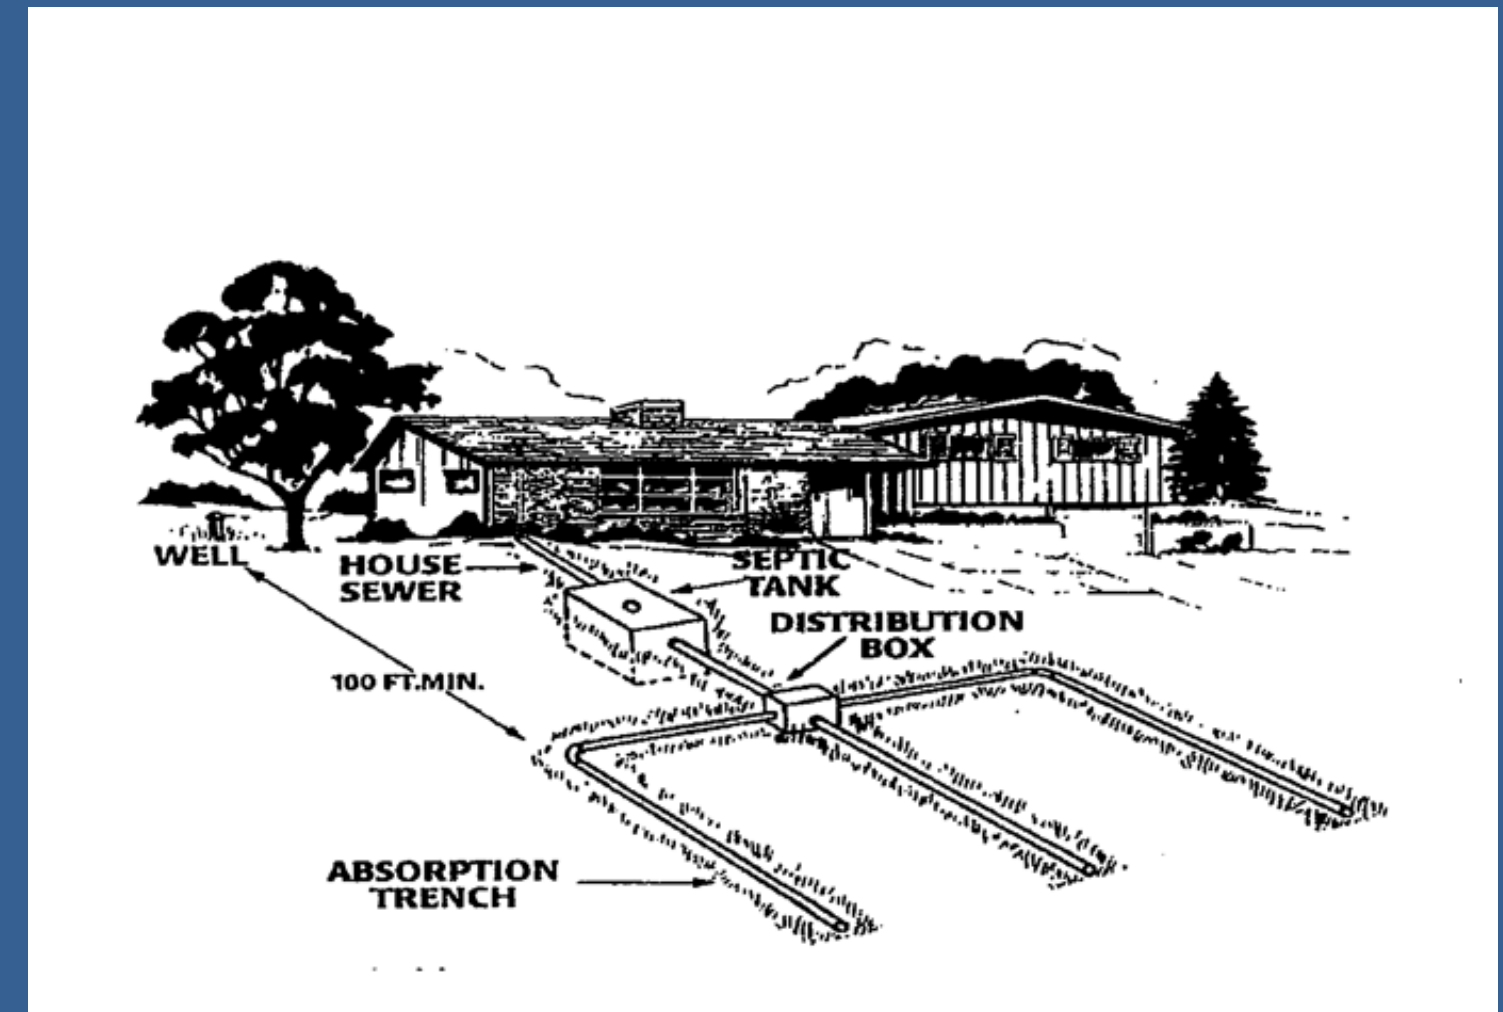 WELL
HOUSE
SEWER
SEPTIC
TANK
DISTRIBUTION
BOX
100 FT.MIN.
ABSORPTION
TRENCH